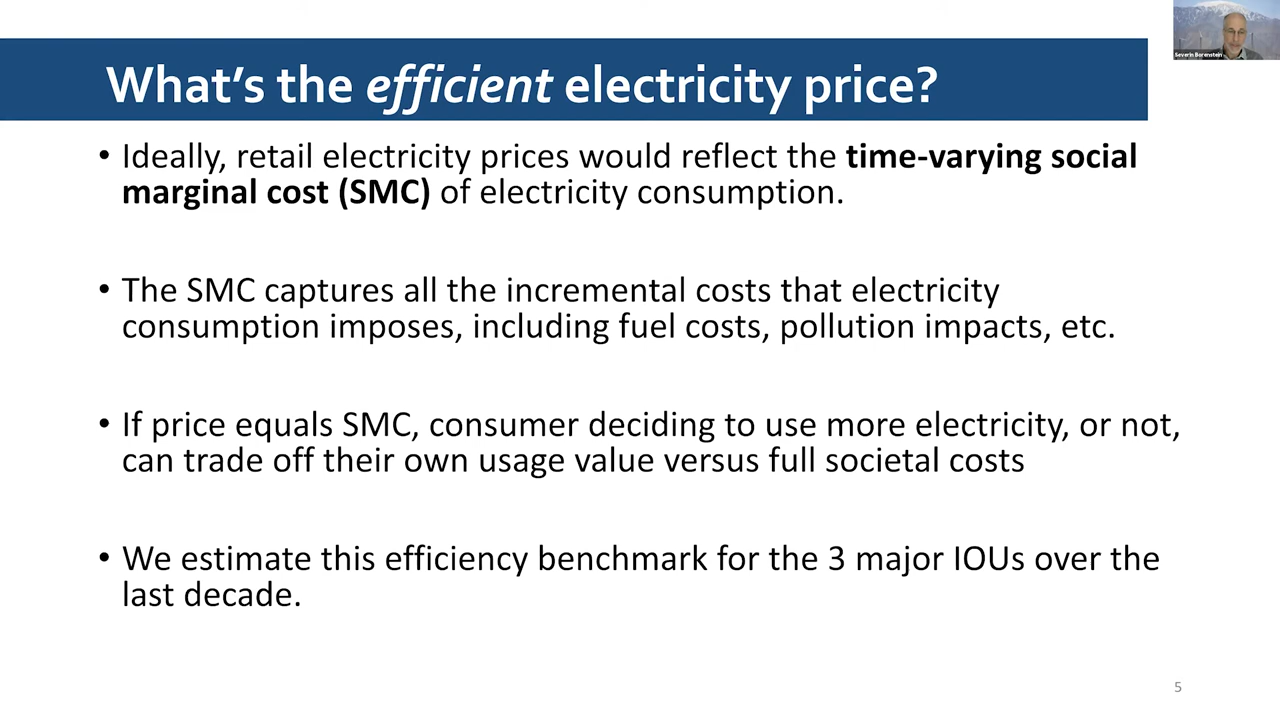 Severin Borenstein
What's the efficient electricity price?
• Ideally, retail electricity prices would reflect the time-varying social
marginal cost (SMC) of electricity consumption.
• The SMC captures all the incremental costs that electricity
consumption imposes, including fuel costs, pollution impacts, etc.
• If price equals SMC, consumer deciding to use more electricity, or not,
can trade off their own usage value versus full societal costs
• We estimate this efficiency benchmark for the 3 major IOUs over the
last decade.
5